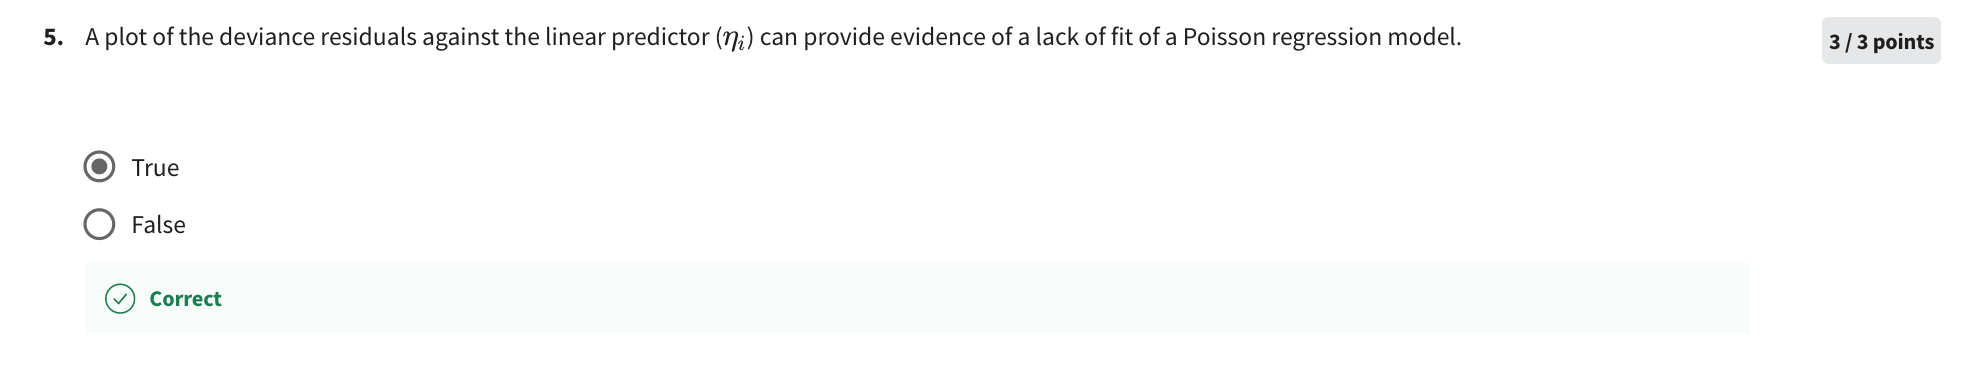 5. A plot of the deviance residuals against the linear predictor (ηᵢ) can provide evidence of a lack of fit of a Poisson regression model.
3 / 3 points
True
False
Correct